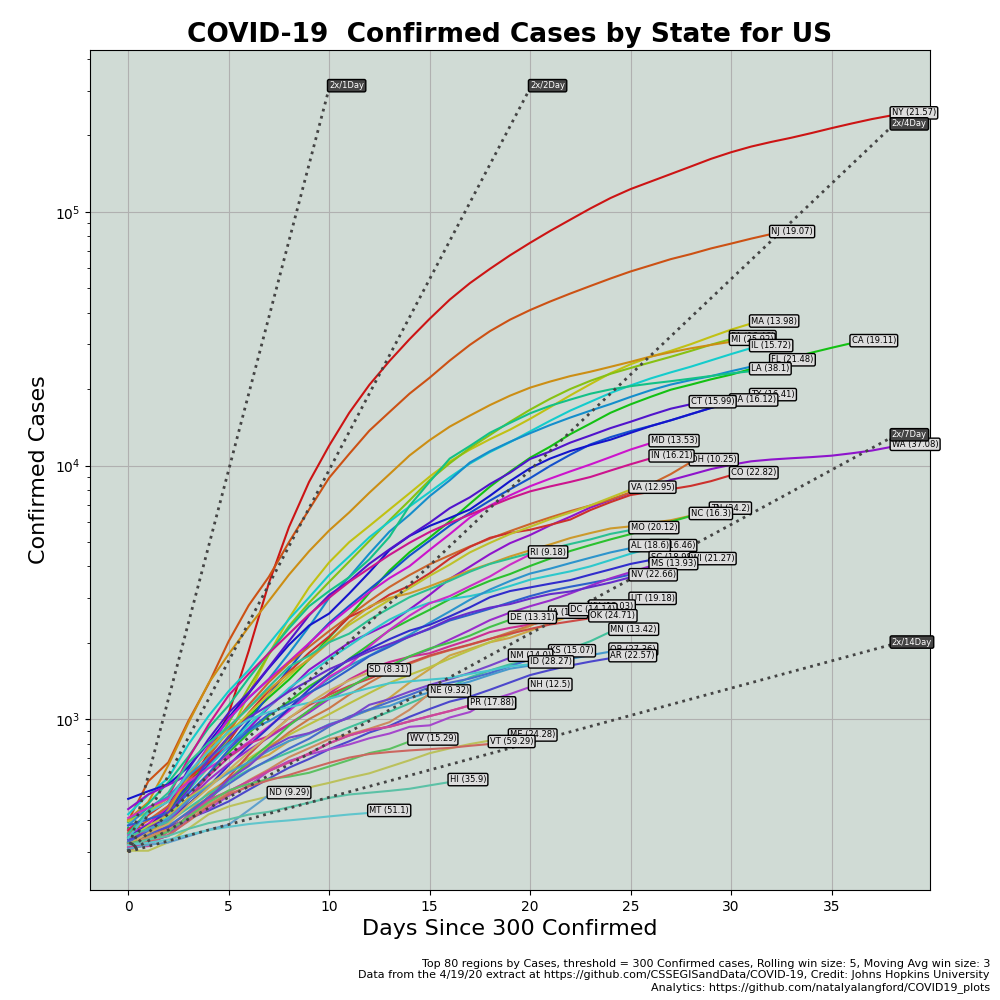 COVID-19 Confirmed Cases by State for US
2x/1Day
2x/2Day
NY (21.57)
2x/4Day
NJ (19.07)
MA (13.98)
MI (25.92)
CA (19.11)
IL (15.72)
FL (21.48)
LA (38.1)
CT (15.99)
2x/7Day
WA (37.08)
MD (13.53)
IN (16.21)
CO (22.82)
VA (12.95)
NC (16.3)
MO (20.12)
RI (9.18)
AL (18.6)
MS (13.93)
NV (22.66)
UT (19.18)
DE (13.31)
OK (24.71)
MN (13.42)
2x/14Day
AR (22.57)
ID (28.27)
SD (8.31)
NH (12.5)
NE (9.32)
PR (17.88)
WV (15.29)
VT (59.29)
HI (35.9)
ND (9.29)
MT (51.1)
10⁵
10⁴
10³
Confirmed Cases
0 5 10 15 20 25 30 35
Days Since 300 Confirmed
Top 80 regions by Cases, threshold = 300 Confirmed cases, Rolling win size: 5, Moving Avg win size: 3
Data from the 4/19/20 extract at https://github.com/CSSEGISandData/COVID-19, Credit: Johns Hopkins University
Analytics: https://github.com/natalyalangford/COVID19_plots